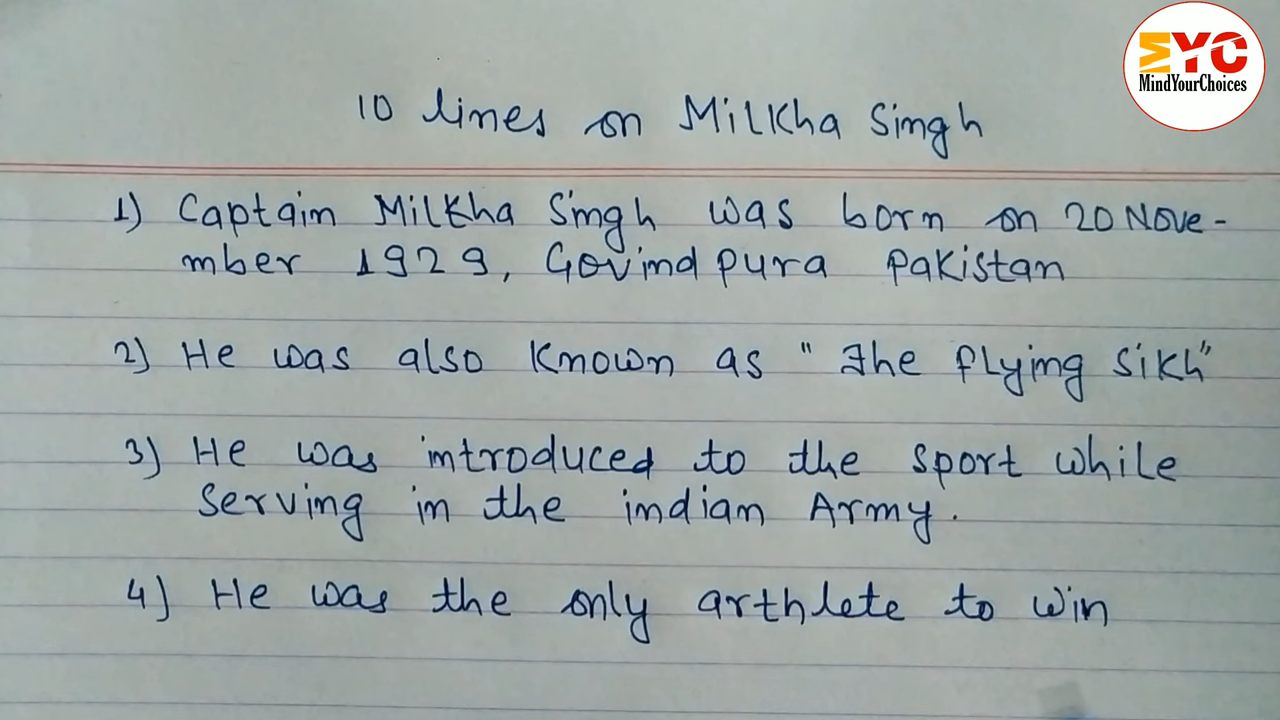 MYC
MindYourChoices
10 lines on Milkha Singh
1) Captain Milkha Singh was born on 20 Nove-
mber 1929, Govindpura pakistan
2) He was also known as "The flying sikh"
3) He was introduced to the sport while
serving in the indian Army.
4) He was the only arthlete to win